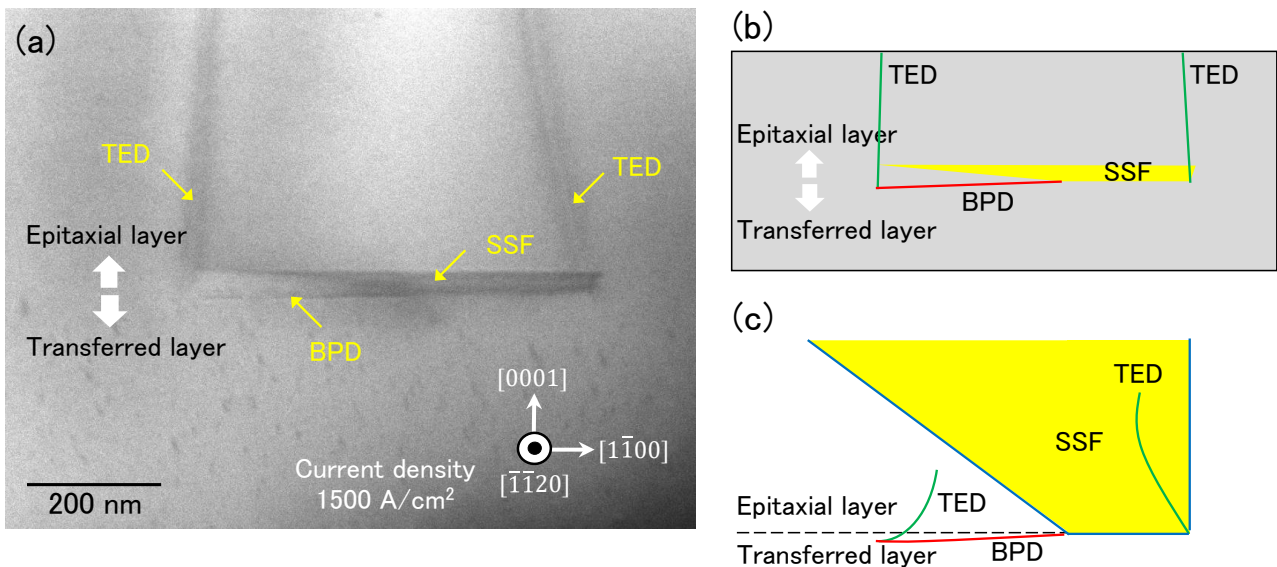 (a)
TED
TED
Epitaxial layer
SSF
Transferred layer
BPD
[0001]
[11̅00]
[1̅1̅20]
Current density
1500 A/cm²
200 nm
(b)
TED
TED
Epitaxial layer
SSF
BPD
Transferred layer
(c)
TED
SSF
Epitaxial layer
TED
Transferred layer
BPD